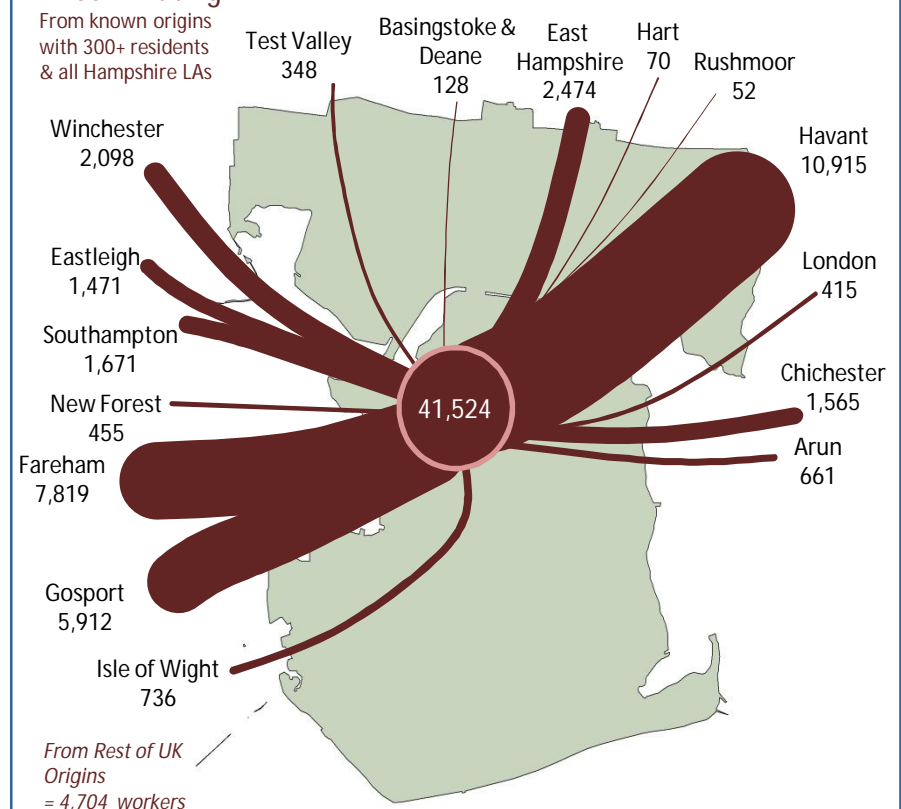 From known origins
with 300+ residents
& all Hampshire LAs
Test Valley
348
Basingstoke &
Deane
128
East
Hampshire
2,474
Hart
70
Rushmoor
52
Winchester
2,098
Havant
10,915
Eastleigh
1,471
London
415
Southampton
1,671
Chichester
1,565
New Forest
455
41,524
Arun
661
Fareham
7,819
Gosport
5,912
Isle of Wight
736
From Rest of UK
Origins
= 4,704 workers